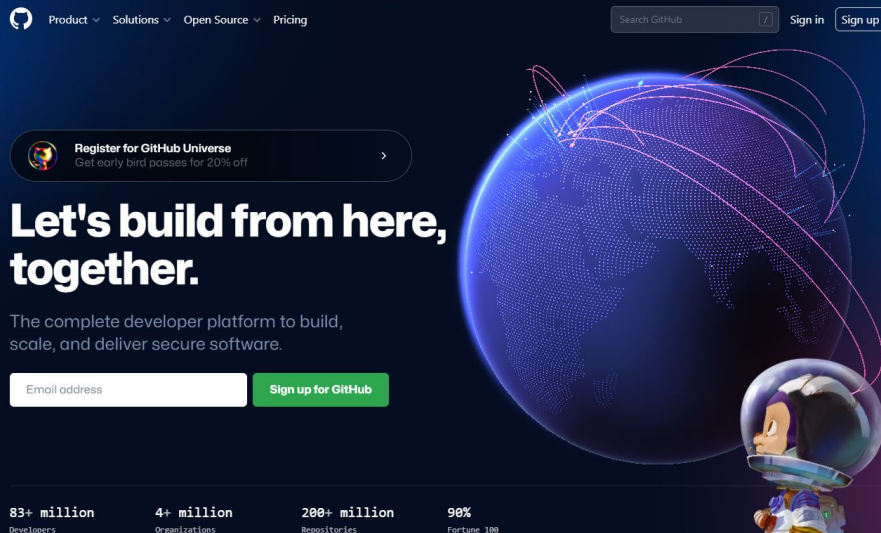 Product Solutions Open Source Pricing Search GitHub / Sign in Sign up
Register for GitHub Universe
Get early bird passes for 20% off
Let's build from here,
together.
The complete developer platform to build,
scale, and deliver secure software.
Email address Sign up for GitHub
83+ million 4+ million 200+ million 90%
Developers Organizations Repositories Fortune 100